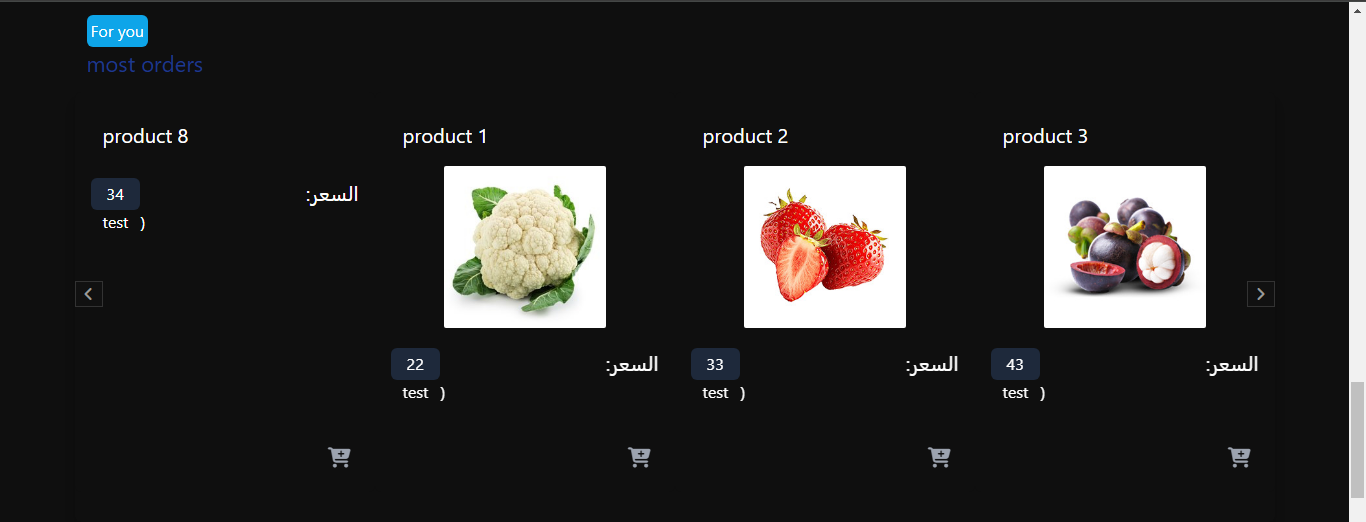 For you
most orders
product 8
product 1
product 2
product 3
34
السعر:
test )
22
السعر:
test )
33
السعر:
test )
43
السعر:
test )